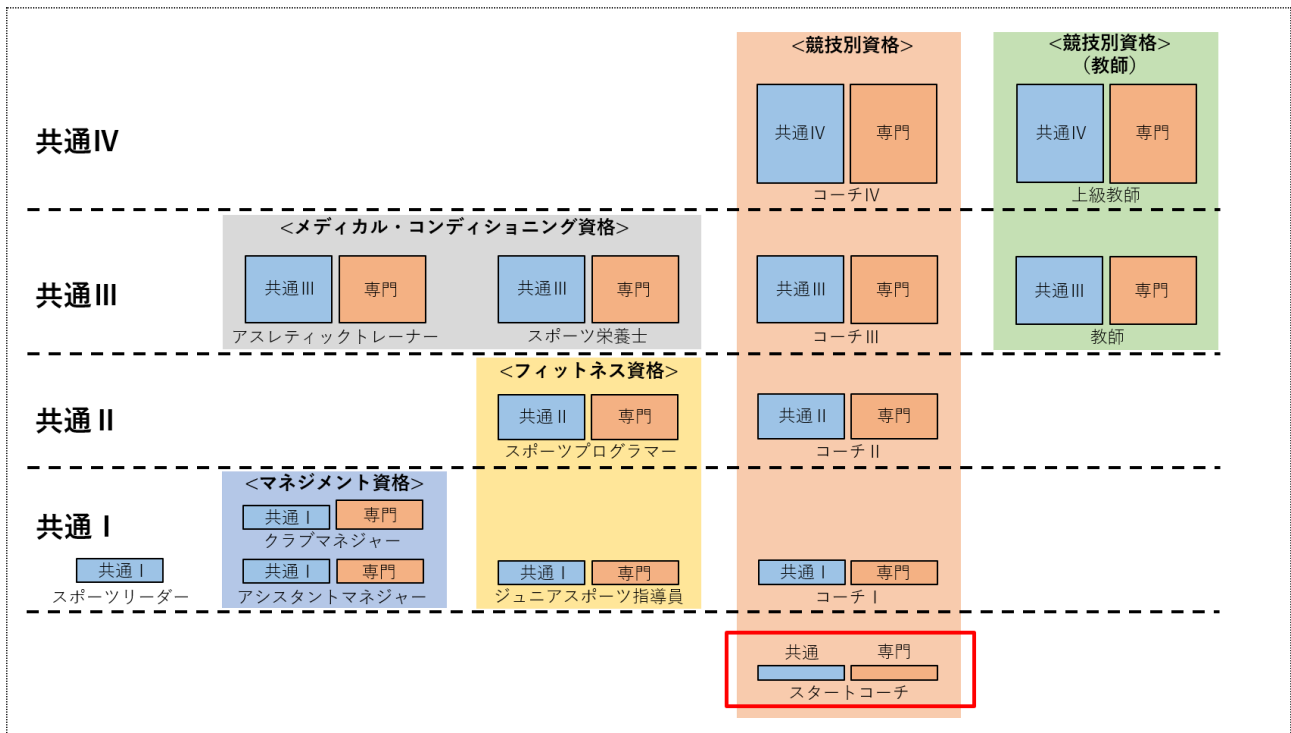 <競技別資格>
<競技別資格>
（教師）
共通Ⅳ
共通Ⅳ 専門
コーチⅣ
共通Ⅳ 専門
上級教師
<メディカル・コンディショニング資格>
共通Ⅲ
共通Ⅲ 専門
アスレティックトレーナー
共通Ⅲ 専門
スポーツ栄養士
共通Ⅲ 専門
コーチⅢ
共通Ⅲ 専門
教師
<フィットネス資格>
共通Ⅱ
共通Ⅱ 専門
スポーツプログラマー
共通Ⅱ 専門
コーチⅡ
<マネジメント資格>
共通Ⅰ
共通Ⅰ 専門
クラブマネジャー
共通Ⅰ
スポーツリーダー
共通Ⅰ 専門
アシスタントマネジャー
共通Ⅰ 専門
ジュニアスポーツ指導員
共通Ⅰ 専門
コーチⅠ
共通 専門
スタートコーチ